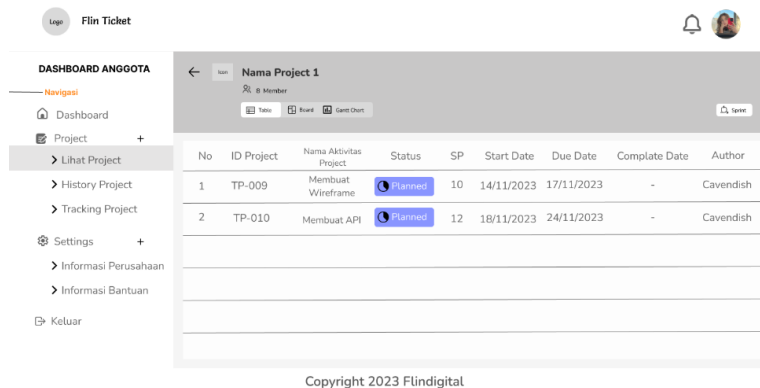 Logo
Flin Ticket
DASHBOARD ANGGOTA
Navigasi
Dashboard
Project +
Lihat Project
History Project
Tracking Project
Settings +
Informasi Perusahaan
Informasi Bantuan
Keluar
Icon
Nama Project 1
8 Member
Table Board Gantt Chart
Sprint
No ID Project Nama Aktivitas Project Status SP Start Date Due Date Complate Date Author
1 TP-009 Membuat Wireframe Planned 10 14/11/2023 17/11/2023 - Cavendish
2 TP-010 Membuat API Planned 12 18/11/2023 24/11/2023 - Cavendish
Copyright 2023 Flindigital